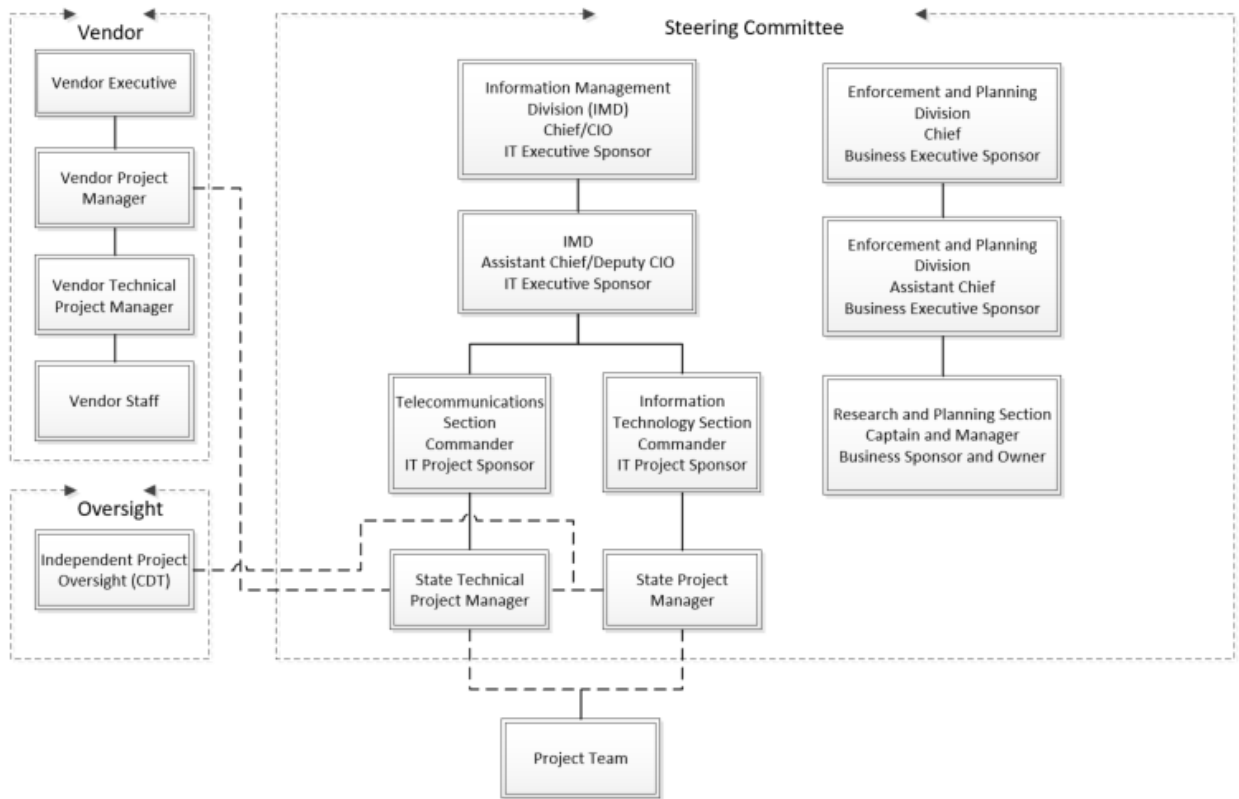 Vendor
Vendor Executive
Vendor Project
Manager
Vendor Technical
Project Manager
Vendor Staff
Oversight
Independent Project
Oversight (CDT)
Steering Committee
Information Management
Division (IMD)
Chief/CIO
IT Executive Sponsor
IMD
Assistant Chief/Deputy CIO
IT Executive Sponsor
Telecommunications
Section
Commander
IT Project Sponsor
Information
Technology Section
Commander
IT Project Sponsor
State Technical
Project Manager
State Project
Manager
Enforcement and Planning
Division
Chief
Business Executive Sponsor
Enforcement and Planning
Division
Assistant Chief
Business Executive Sponsor
Research and Planning Section
Captain and Manager
Business Sponsor and Owner
Project Team